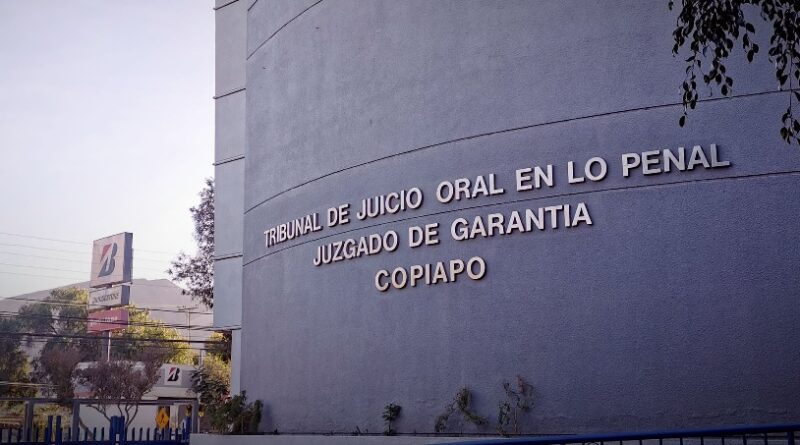 TRIBUNAL DE JUICIO ORAL EN LO PENAL
JUZGADO DE GARANTIA
COPIAPO
B
B